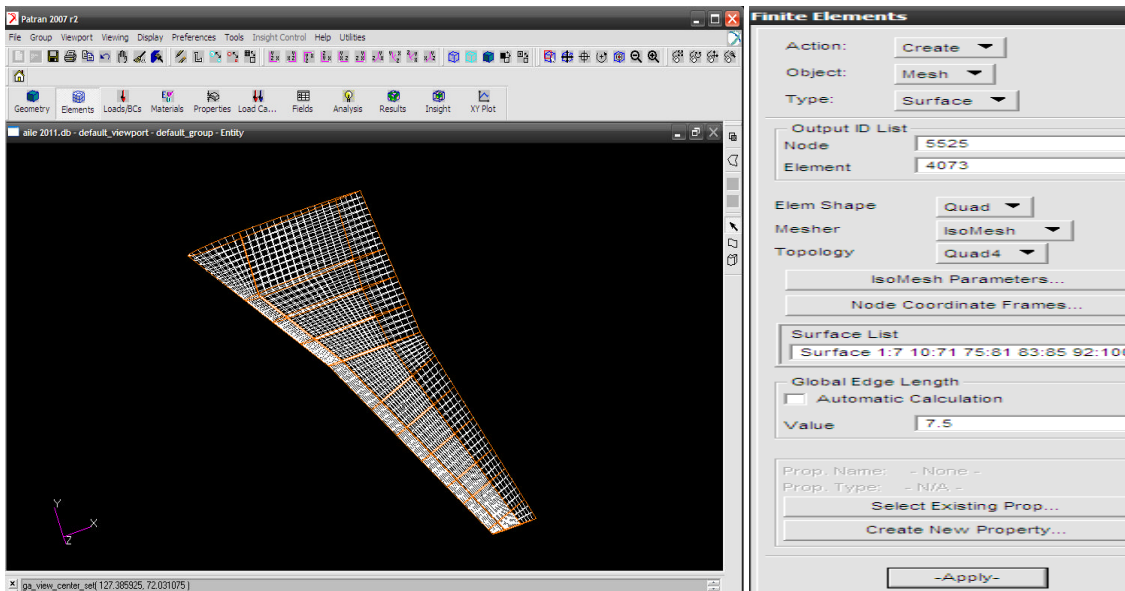 Patran 2007 r2
File Group Viewport Viewing Display Preferences Tools Insight Control Help Utilities
Geometry Elements Loads/BCs Materials Properties Load Ca... Fields Analysis Results Insight XY Plot
aile 2011.db - default_viewport - default_group - Entity
Y
X
Z
ga_view_center_set( 127.385925, 72.031075 )
Finite Elements
Action: Create
Object: Mesh
Type: Surface
Output ID List
Node 5525
Element 4073
Elem Shape Quad
Mesher IsoMesh
Topology Quad4
IsoMesh Parameters...
Node Coordinate Frames...
Surface List
Surface 1:7 10:71 75:81 83:85 92:100
Global Edge Length
Automatic Calculation
Value 7.5
Prop. Name: - None -
Prop. Type: - N/A -
Select Existing Prop...
Create New Property...
-Apply-